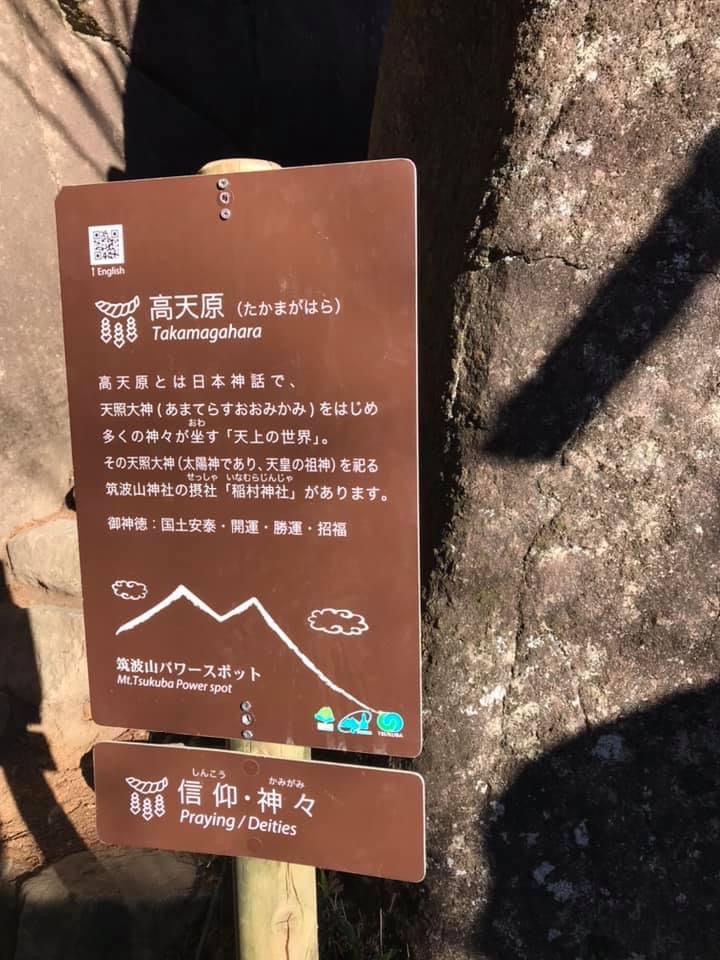 ↑ English
高天原（たかまがはら）
Takamagahara
高天原とは日本神話で、
天照大神(あまてらすおおみかみ)をはじめ
おわ
多くの神々が坐す「天上の世界」。
その天照大神（太陽神であり、天皇の祖神）を祀る
せっしゃ いなむらじんじゃ
筑波山神社の摂社「稲村神社」があります。
御神徳：国土安泰・開運・勝運・招福
筑波山パワースポット
Mt.Tsukuba Power spot
TSUKUBA
しんこう かみがみ
信仰・神々
Praying / Deities